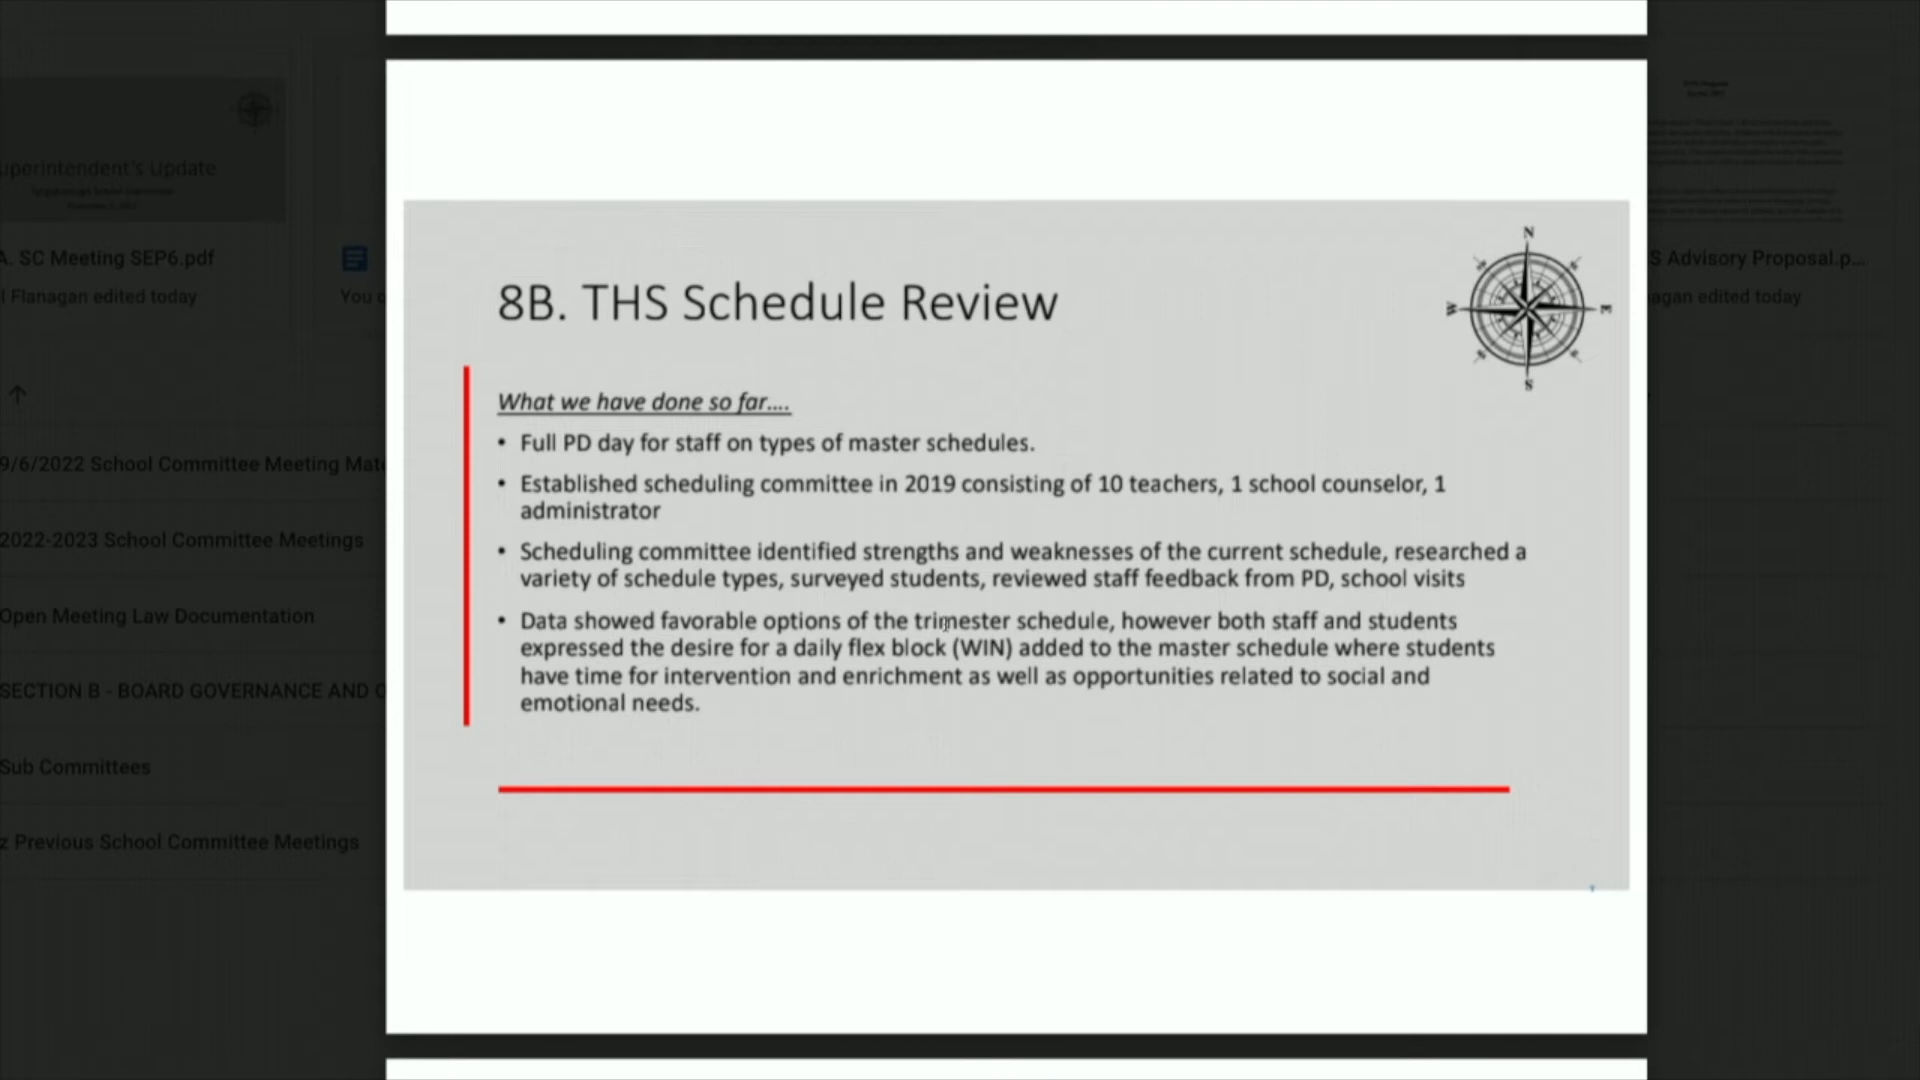 8B. THS Schedule Review
What we have done so far....
• Full PD day for staff on types of master schedules.
• Established scheduling committee in 2019 consisting of 10 teachers, 1 school counselor, 1
administrator
• Scheduling committee identified strengths and weaknesses of the current schedule, researched a
variety of schedule types, surveyed students, reviewed staff feedback from PD, school visits
• Data showed favorable options of the trimester schedule, however both staff and students
expressed the desire for a daily flex block (WIN) added to the master schedule where students
have time for intervention and enrichment as well as opportunities related to social and
emotional needs.
N
W
E
S
uperintendent's Update
A. SC Meeting SEP6.pdf
l Flanagan edited today
You
S Advisory Proposal.p...
agan edited today
9/6/2022 School Committee Meeting Mate
2022-2023 School Committee Meetings
Open Meeting Law Documentation
SECTION B - BOARD GOVERNANCE AND
Sub Committees
z Previous School Committee Meetings